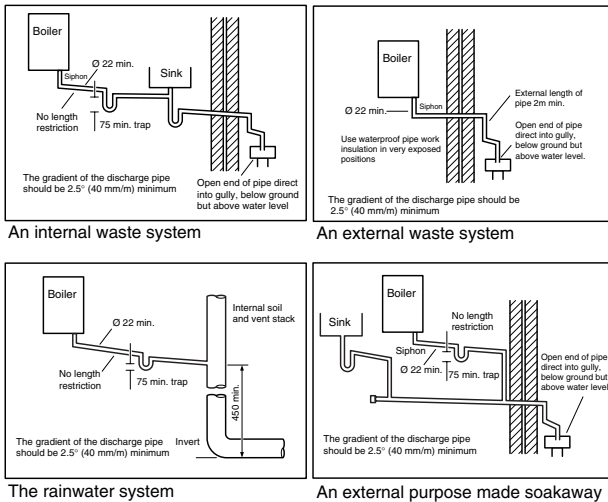 Boiler
Ø 22 min.
Siphon
Sink
No length
restriction
75 min. trap
The gradient of the discharge pipe
should be 2.5° (40 mm/m) minimum
Open end of pipe direct
into gully, below ground
but above water level
An internal waste system
Boiler
Ø 22 min.
Siphon
External length of
pipe 2m min.
Open end of pipe
direct into gully,
below ground but
above water level.
Use waterproof pipe work
insulation in very exposed
positions
The gradient of the discharge pipe should be
2.5° (40 mm/m) minimum
An external waste system
Boiler
Ø 22 min.
Internal soil
and vent stack
No length
restriction
75 min. trap
450 min.
The gradient of the discharge pipe
should be 2.5° (40 mm/m) minimum
Invert
The rainwater system
Boiler
Sink
No length
restriction
Siphon
Ø 22 min.
75 min. trap
Open end of pipe
direct into gully,
below ground but
above water level
The gradient of the discharge pipe
should be 2.5° (40 mm/m) minimum
An external purpose made soakaway